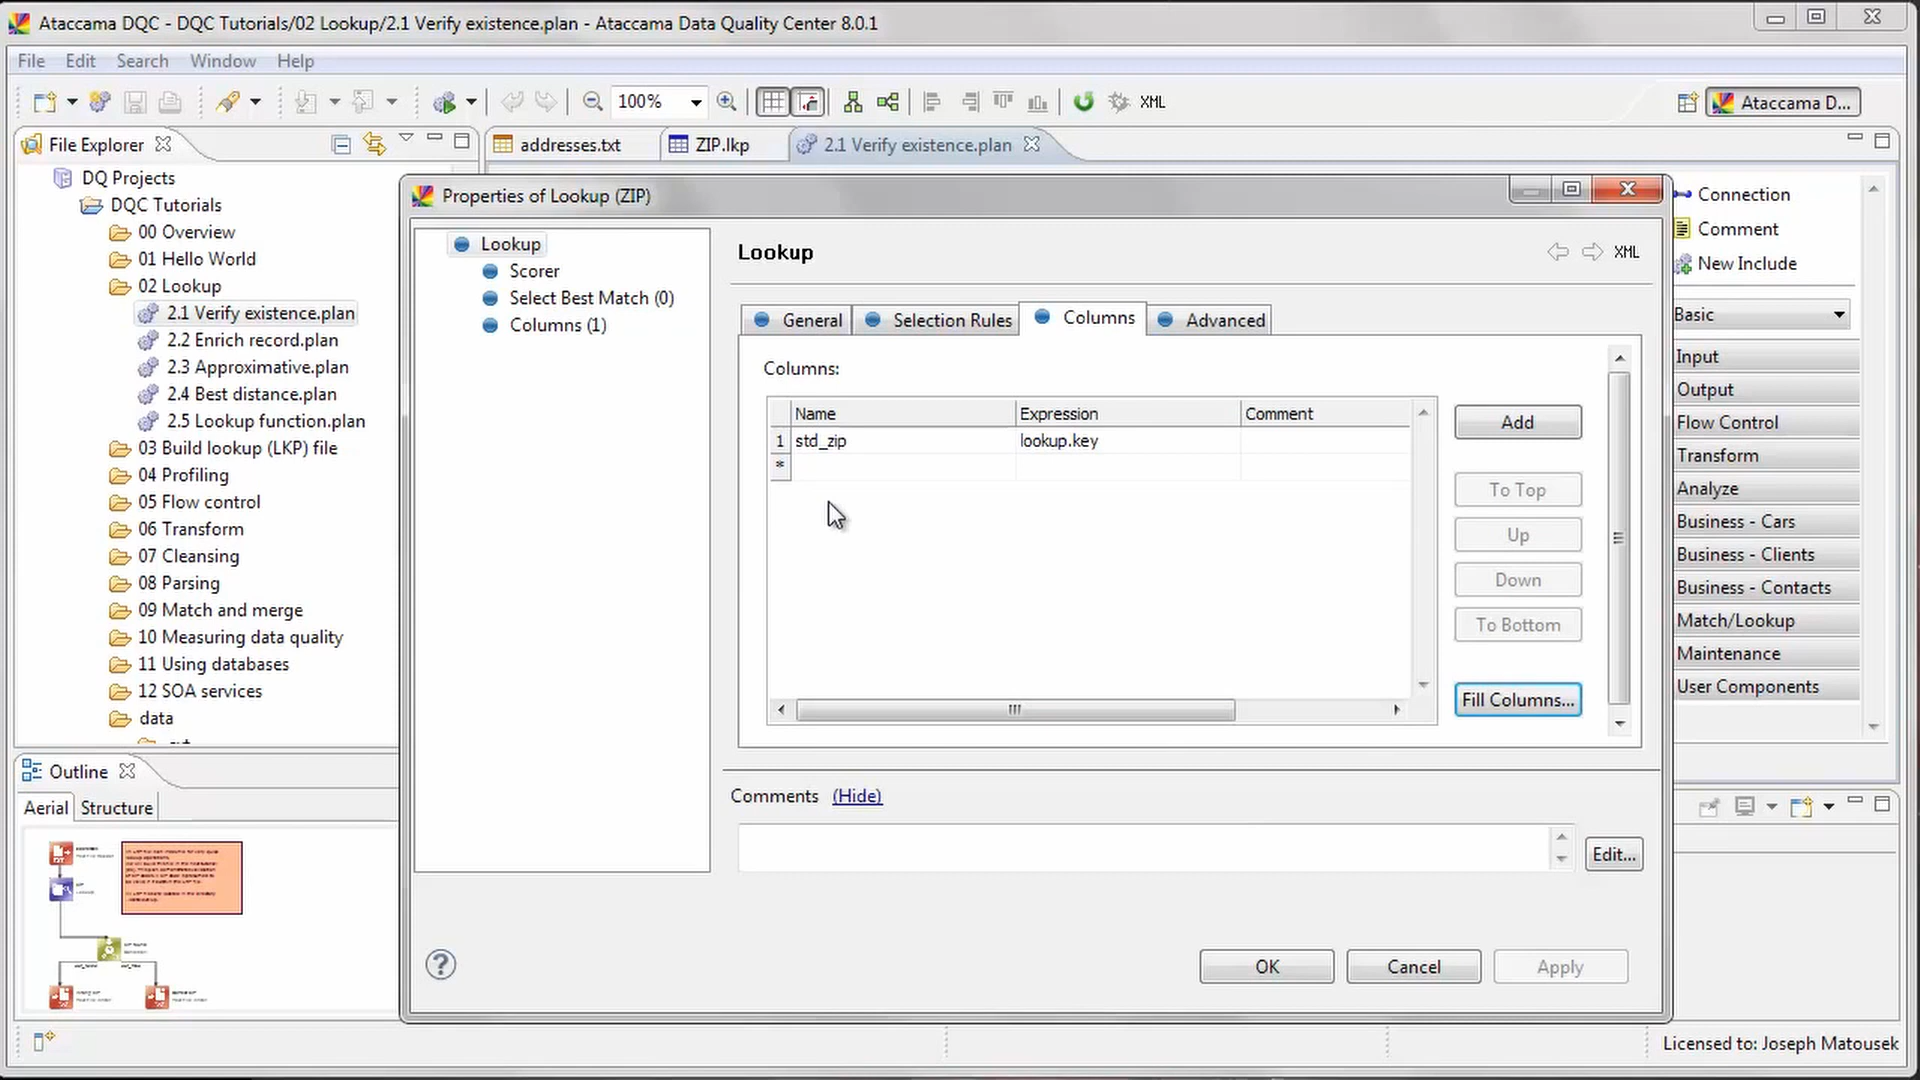 Ataccama DQC - DQC Tutorials/02 Lookup/2.1 Verify existence.plan - Ataccama Data Quality Center 8.0.1
File Edit Search Window Help
100% XML Ataccama D...
File Explorer
addresses.txt ZIP.lkp 2.1 Verify existence.plan
DQ Projects
DQC Tutorials
00 Overview
01 Hello World
02 Lookup
2.1 Verify existence.plan
2.2 Enrich record.plan
2.3 Approximative.plan
2.4 Best distance.plan
2.5 Lookup function.plan
03 Build lookup (LKP) file
04 Profiling
05 Flow control
06 Transform
07 Cleansing
08 Parsing
09 Match and merge
10 Measuring data quality
11 Using databases
12 SOA services
data
Outline
Aerial Structure
Properties of Lookup (ZIP)
Lookup
Scorer
Select Best Match (0)
Columns (1)
Lookup XML
General Selection Rules Columns Advanced
Columns:
Name Expression Comment
1 std_zip lookup.key
*
Add
To Top
Up
Down
To Bottom
Fill Columns...
Comments (Hide)
Edit...
OK Cancel Apply
Connection
Comment
New Include
Basic
Input
Output
Flow Control
Transform
Analyze
Business - Cars
Business - Clients
Business - Contacts
Match/Lookup
Maintenance
User Components
Licensed to: Joseph Matousek